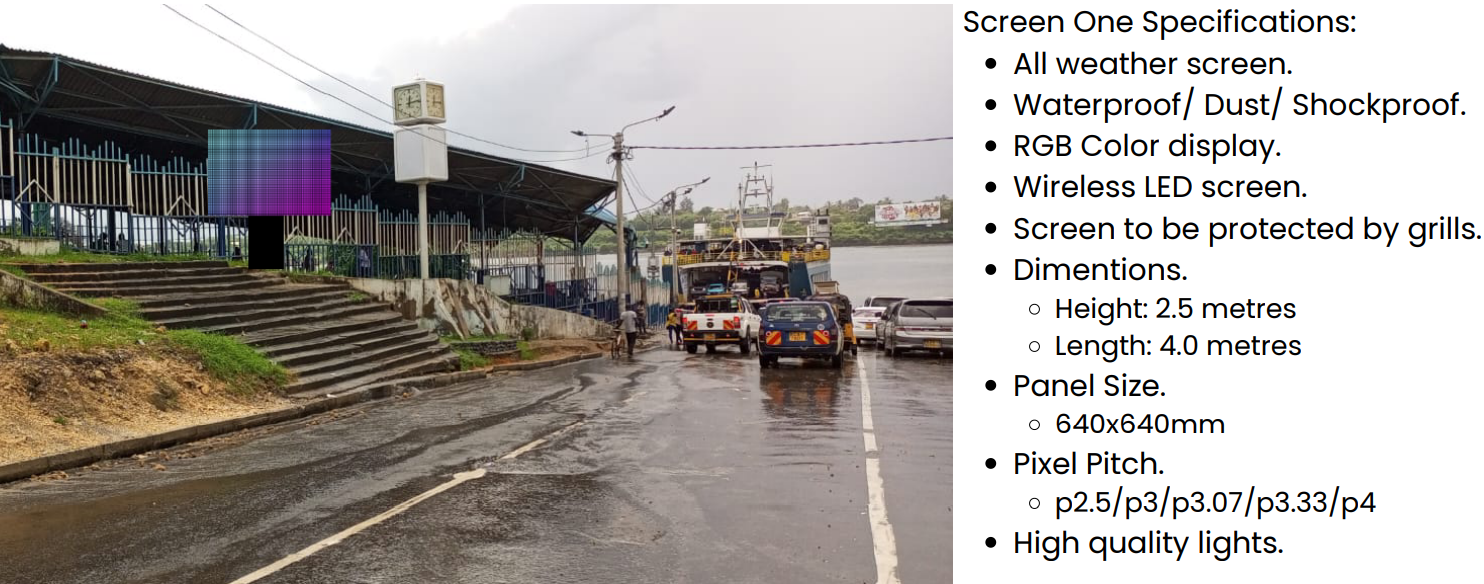 Screen One Specifications:
All weather screen.
Waterproof/ Dust/ Shockproof.
RGB Color display.
Wireless LED screen.
Screen to be protected by grills.
Dimentions.
Height: 2.5 metres
Length: 4.0 metres
Panel Size.
640x640mm
Pixel Pitch.
p2.5/p3/p3.07/p3.33/p4
High quality lights.